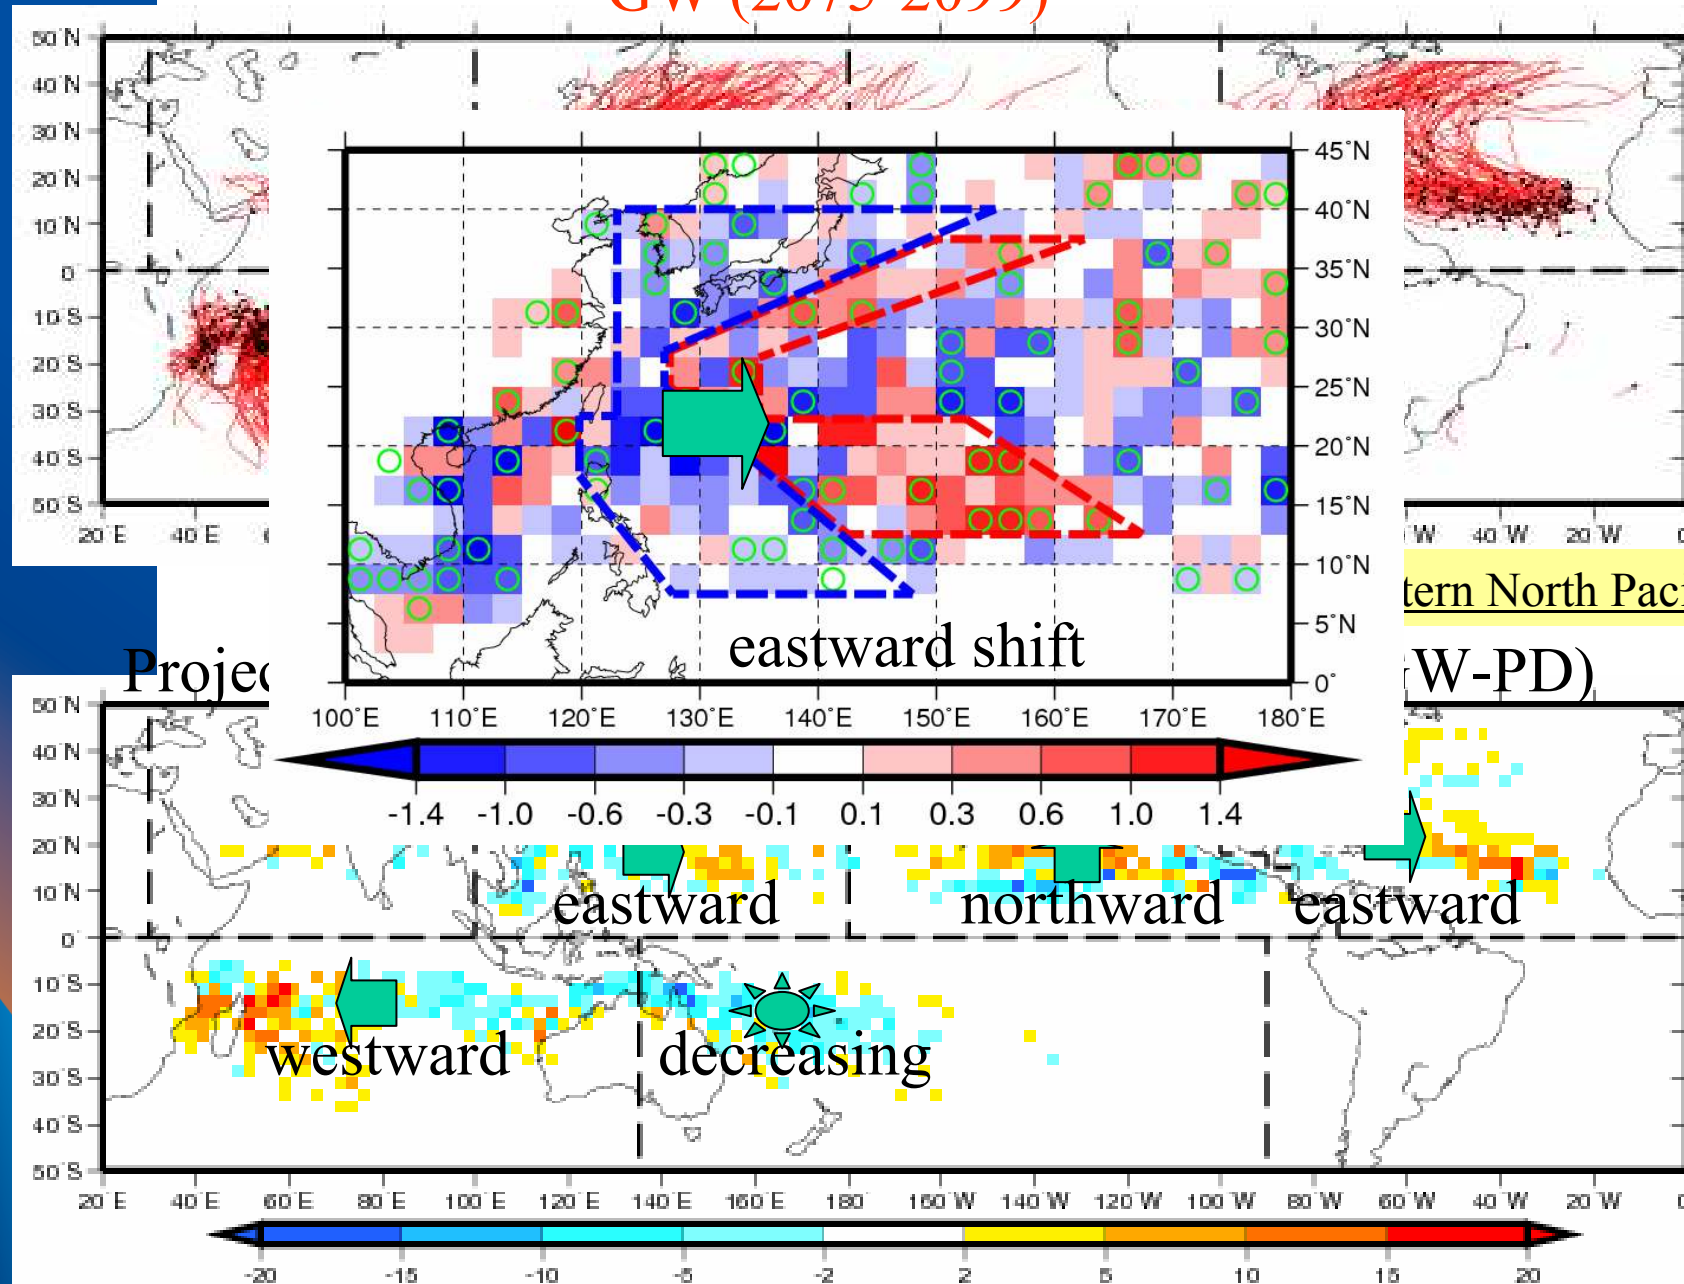 GW (2075-2099)
50°N
40°N
30°N
20°N
10°N
0
10°S
20°S
30°S
40°S
50°S
20°E 40°E 40°W 20°W
45°N
40°N
35°N
30°N
25°N
20°N
15°N
10°N
5°N
0°
eastward shift
100°E 110°E 120°E 130°E 140°E 150°E 160°E 170°E 180°E
-1.4 -1.0 -0.6 -0.3 -0.1 0.1 0.3 0.6 1.0 1.4
tern North Paci
Projec W-PD)
50°N
40°N
30°N
20°N
10°N
0°
10°S
20°S
30°S
40°S
50°S
eastward northward eastward
westward decreasing
20°E 40°E 60°E 80°E 100°E 120°E 140°E 160°E 180 160°W 140°W 120°W 100°W 80°W 60°W 40°W 20°W
-20 -15 -10 -5 -2 2 5 10 15 20